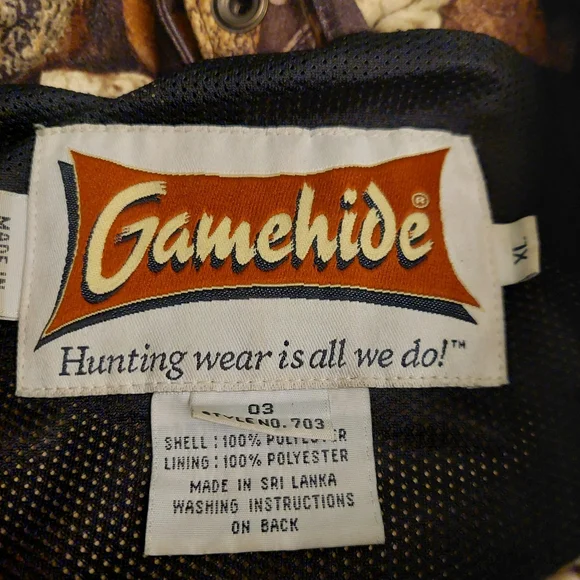 Gamehide®
Hunting wear is all we do!™
MADE IN
XL
03
STYLE NO. 703
SHELL : 100% POLYESTER
LINING : 100% POLYESTER
MADE IN SRI LANKA
WASHING INSTRUCTIONS
ON BACK